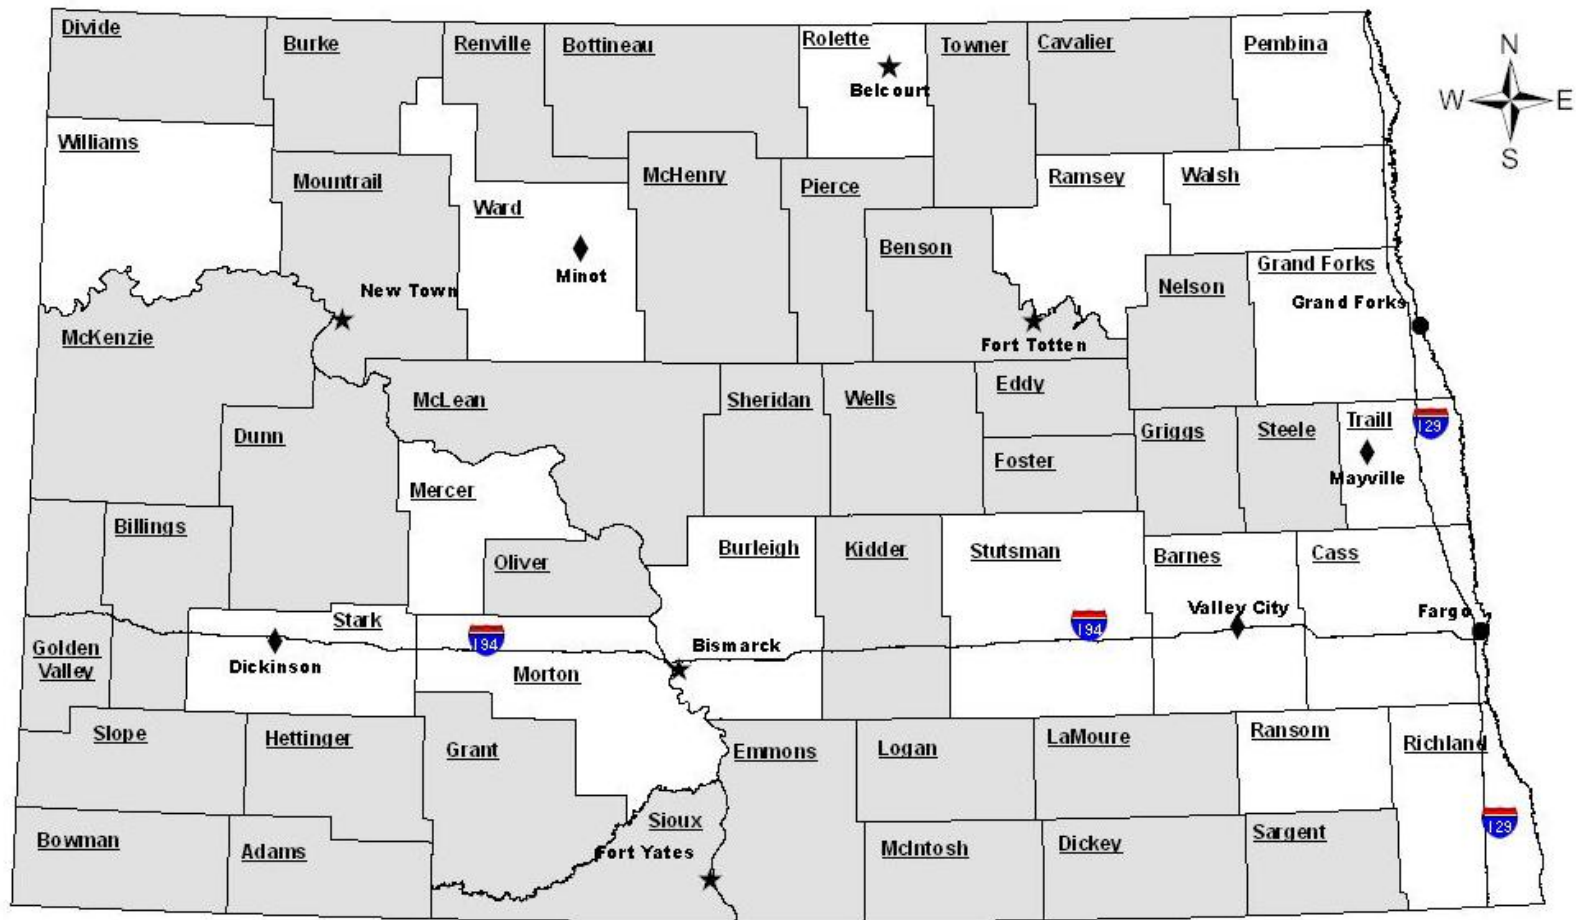 Divide
Burke
Renville
Bottineau
Rolette
Towner
Cavalier
Pembina
N
W
E
S
Belcourt
Williams
Mountrail
Ward
McHenry
Pierce
Ramsey
Walsh
Benson
Minot
New Town
Nelson
Grand Forks
Grand Forks
McKenzie
Fort Totten
McLean
Sheridan
Wells
Eddy
Dunn
Foster
Griggs
Steele
Traill
129
Mayville
Mercer
Billings
Oliver
Burleigh
Kidder
Stutsman
Barnes
Cass
Stark
194
194
Valley City
Fargo
Golden
Valley
Dickinson
Morton
Bismarck
Slope
Hettinger
Grant
Emmons
Logan
LaMoure
Ransom
Richland
Bowman
Adams
Sioux
Fort Yates
McIntosh
Dickey
Sargent
129